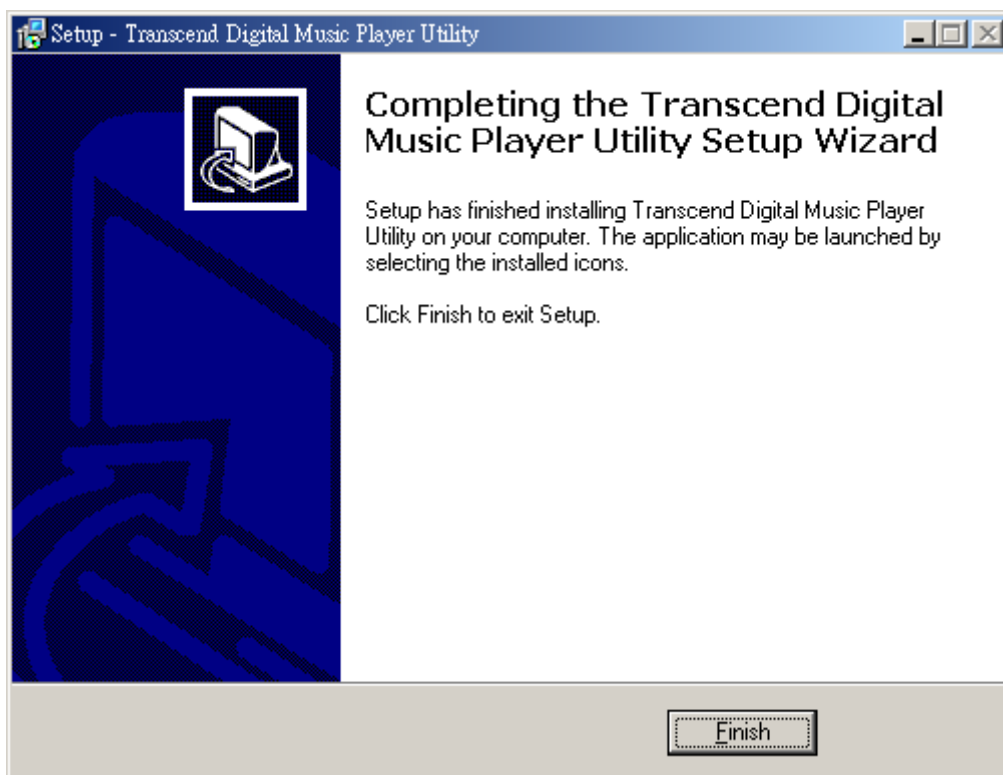 Setup - Transcend Digital Music Player Utility
Completing the Transcend Digital
Music Player Utility Setup Wizard
Setup has finished installing Transcend Digital Music Player
Utility on your computer. The application may be launched by
selecting the installed icons.
Click Finish to exit Setup.
Finish